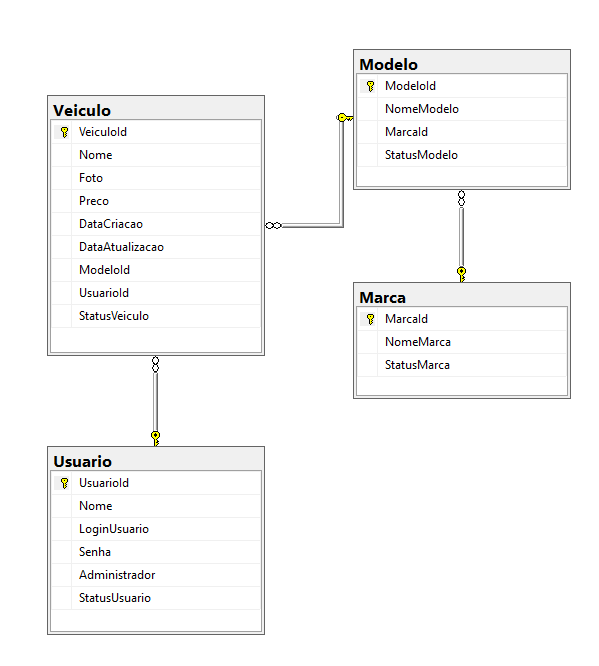 Veiculo
VeiculoId
Nome
Foto
Preco
DataCriacao
DataAtualizacao
ModeloId
UsuarioId
StatusVeiculo
Modelo
ModeloId
NomeModelo
MarcaId
StatusModelo
Marca
MarcaId
NomeMarca
StatusMarca
Usuario
UsuarioId
Nome
LoginUsuario
Senha
Administrador
StatusUsuario